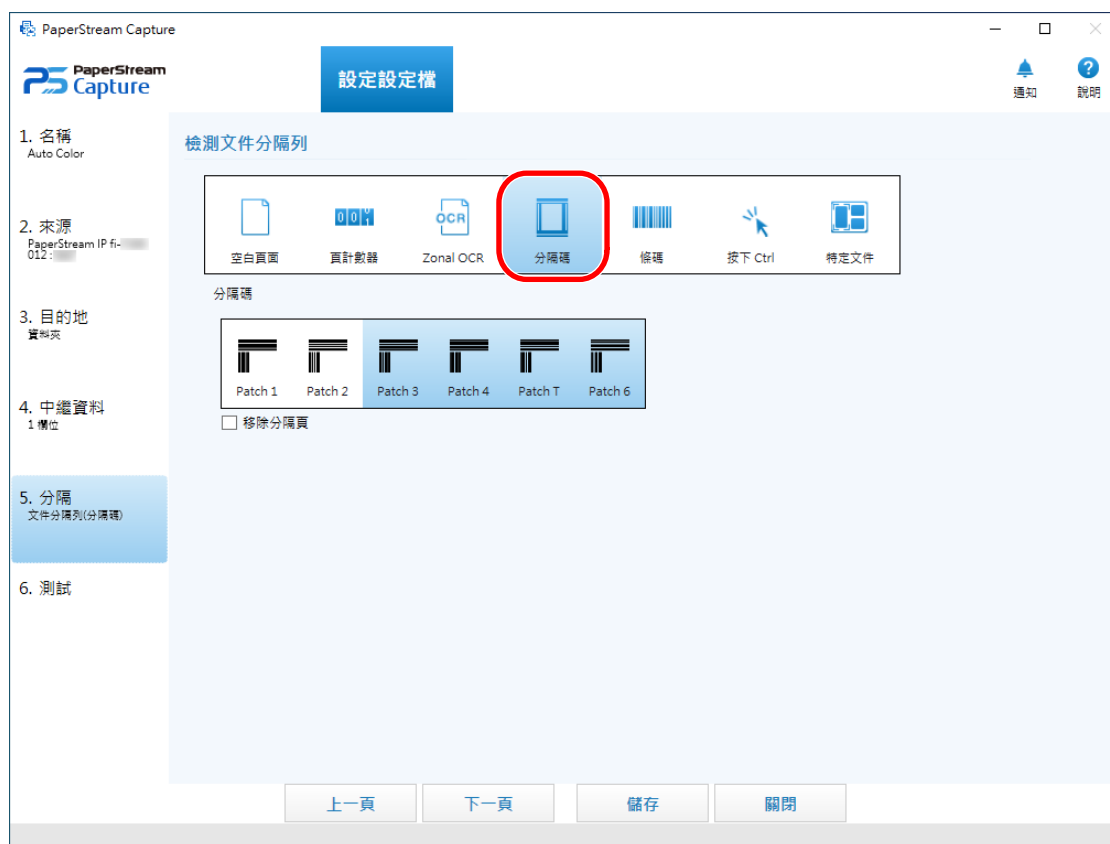 PaperStream Capture
PaperStream
Capture
設定設定檔
通知
說明
1. 名稱
Auto Color
2. 來源
PaperStream IP fi-
012 :
3. 目的地
資料夾
4. 中繼資料
1 欄位
5. 分隔
文件分隔列(分隔碼)
6. 測試
檢測文件分隔列
空白頁面
頁計數器
OCR
Zonal OCR
分隔碼
條碼
按下 Ctrl
特定文件
分隔碼
Patch 1
Patch 2
Patch 3
Patch 4
Patch T
Patch 6
移除分隔頁
上一頁
下一頁
儲存
關閉